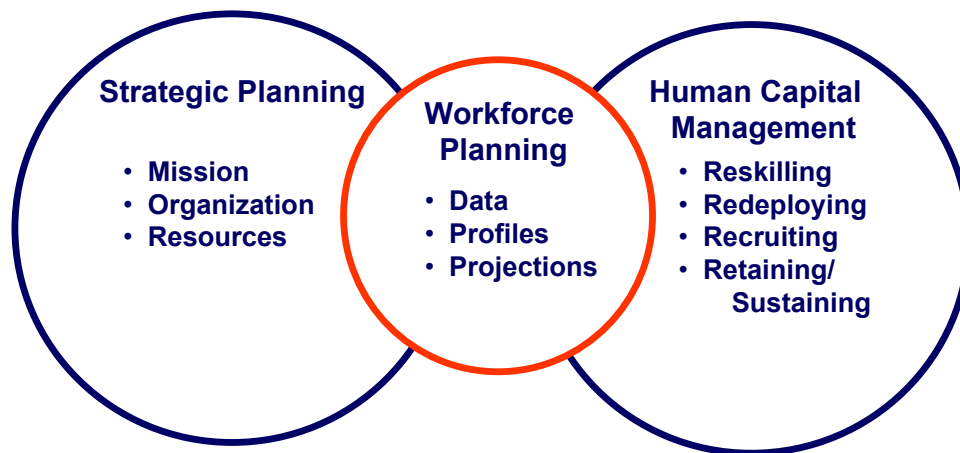 Strategic Planning
• Mission
• Organization
• Resources
Workforce
Planning
• Data
• Profiles
• Projections
Human Capital
Management
• Reskilling
• Redeploying
• Recruiting
• Retaining/
Sustaining